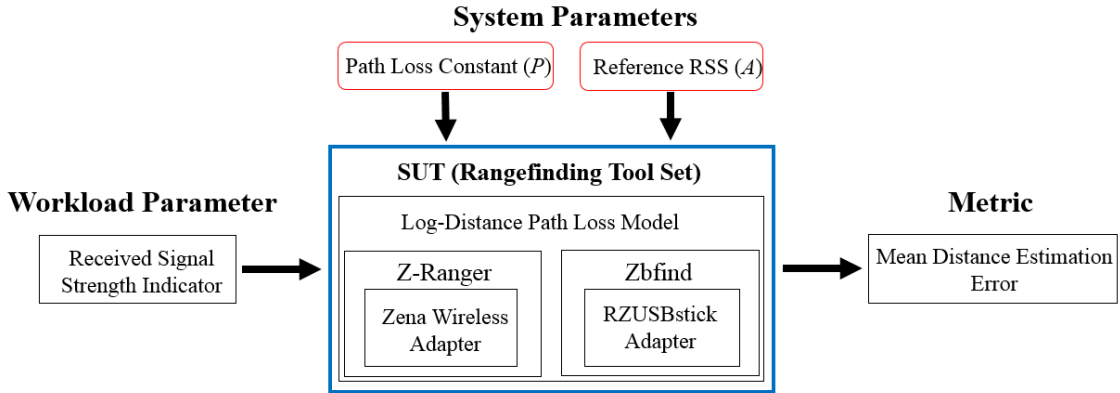 System Parameters
Path Loss Constant (P)
Reference RSS (A)
SUT (Rangefinding Tool Set)
Workload Parameter
Received Signal
Strength Indicator
Log-Distance Path Loss Model
Z-Ranger
Zena Wireless
Adapter
Zbfind
RZUSBstick
Adapter
Metric
Mean Distance Estimation
Error